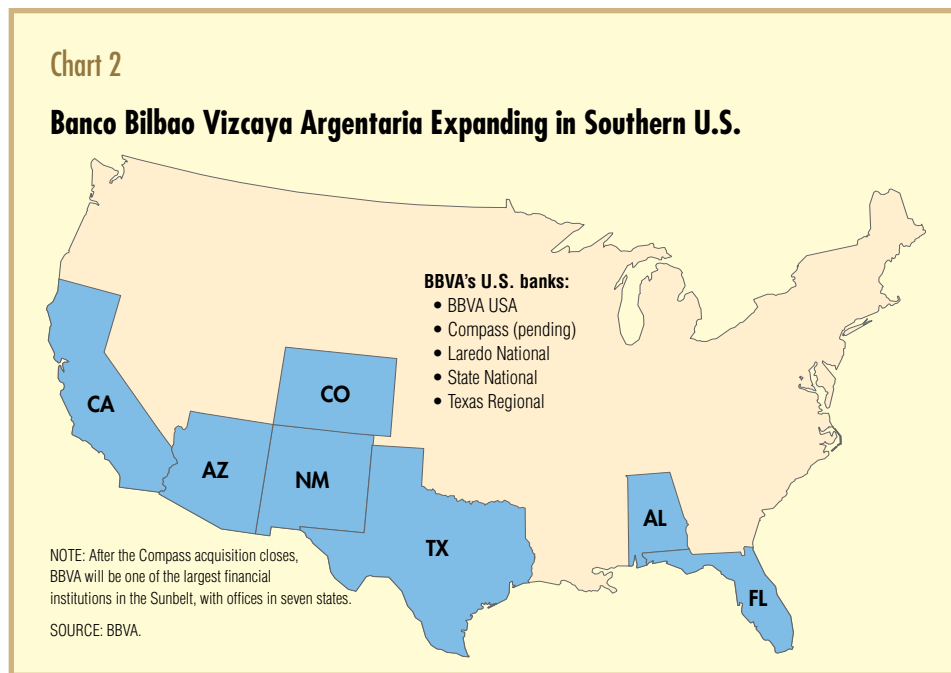 Chart 2
Banco Bilbao Vizcaya Argentaria Expanding in Southern U.S.
BBVA's U.S. banks:
• BBVA USA
• Compass (pending)
• Laredo National
• State National
• Texas Regional
CA
CO
AZ
NM
TX
AL
FL
NOTE: After the Compass acquisition closes,
BBVA will be one of the largest financial
institutions in the Sunbelt, with offices in seven states.
SOURCE: BBVA.